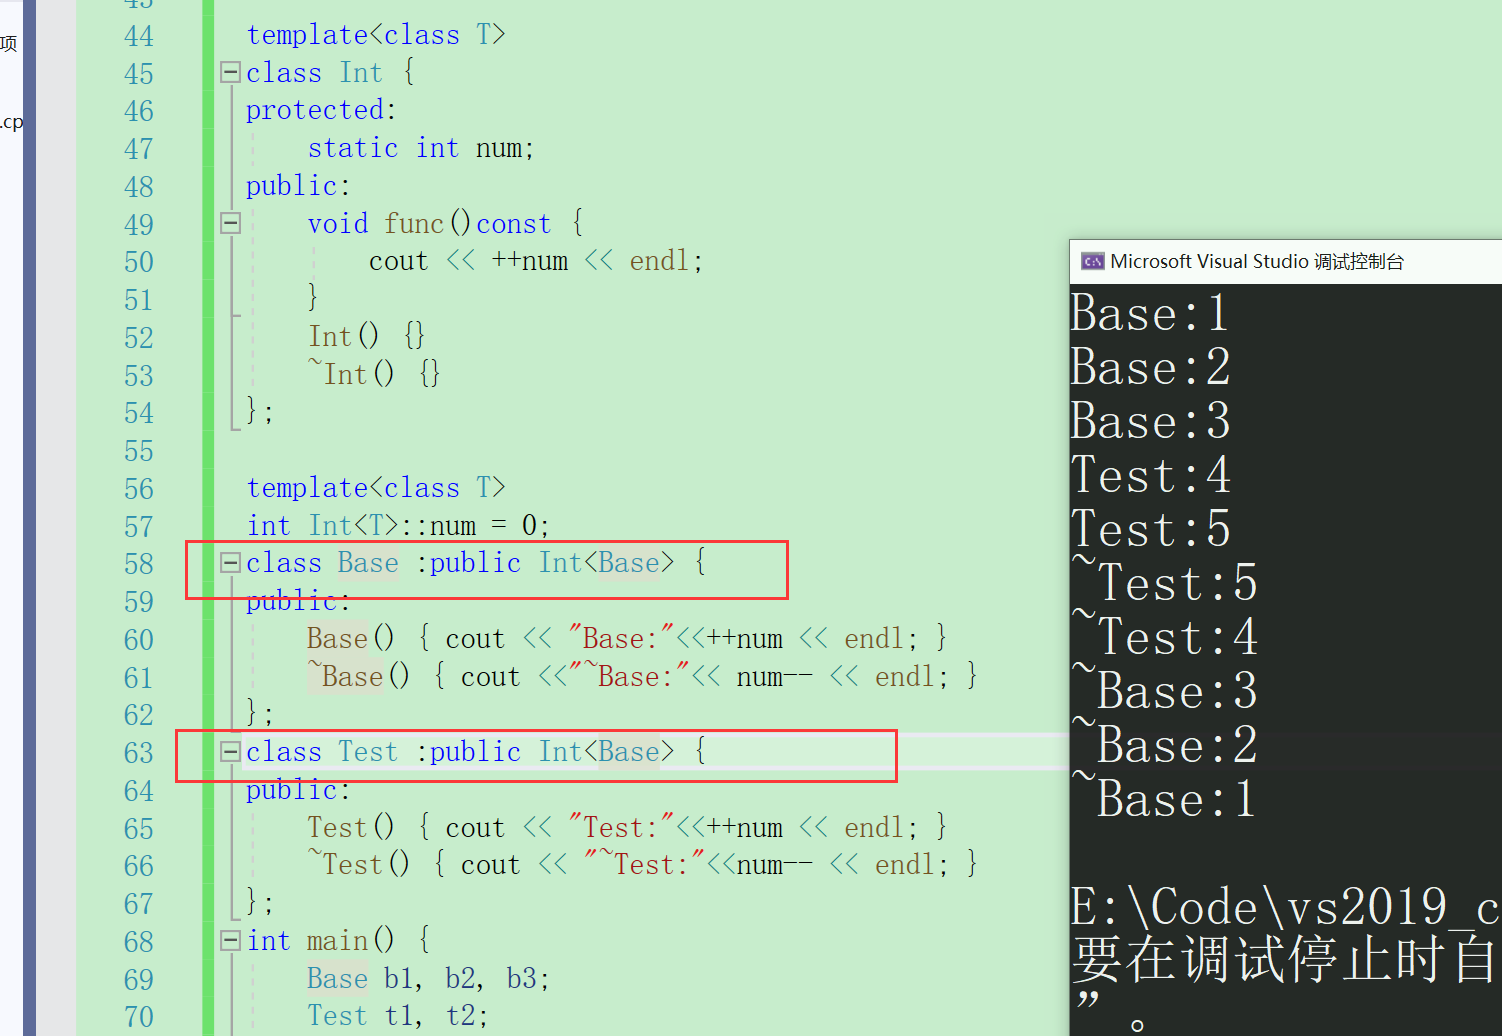 项
.cp
43
44 template<class T>
45 class Int {
46 protected:
47 static int num;
48 public:
49 void func()const {
50 cout << ++num << endl;
51 }
52 Int() {}
53 ~Int() {}
54 };
55
56 template<class T>
57 int Int<T>::num = 0;
58 class Base :public Int<Base> {
59 public:
60 Base() { cout << "Base:"<<++num << endl; }
61 ~Base() { cout <<"~Base:"<< num-- << endl; }
62 };
63 class Test :public Int<Base> {
64 public:
65 Test() { cout << "Test:"<<++num << endl; }
66 ~Test() { cout << "~Test:"<<num-- << endl; }
67 };
68 int main() {
69 Base b1, b2, b3;
70 Test t1, t2;
Microsoft Visual Studio 调试控制台
Base:1
Base:2
Base:3
Test:4
Test:5
~Test:5
~Test:4
~Base:3
~Base:2
~Base:1
E:\Code\vs2019_c
要在调试停止时自
”。